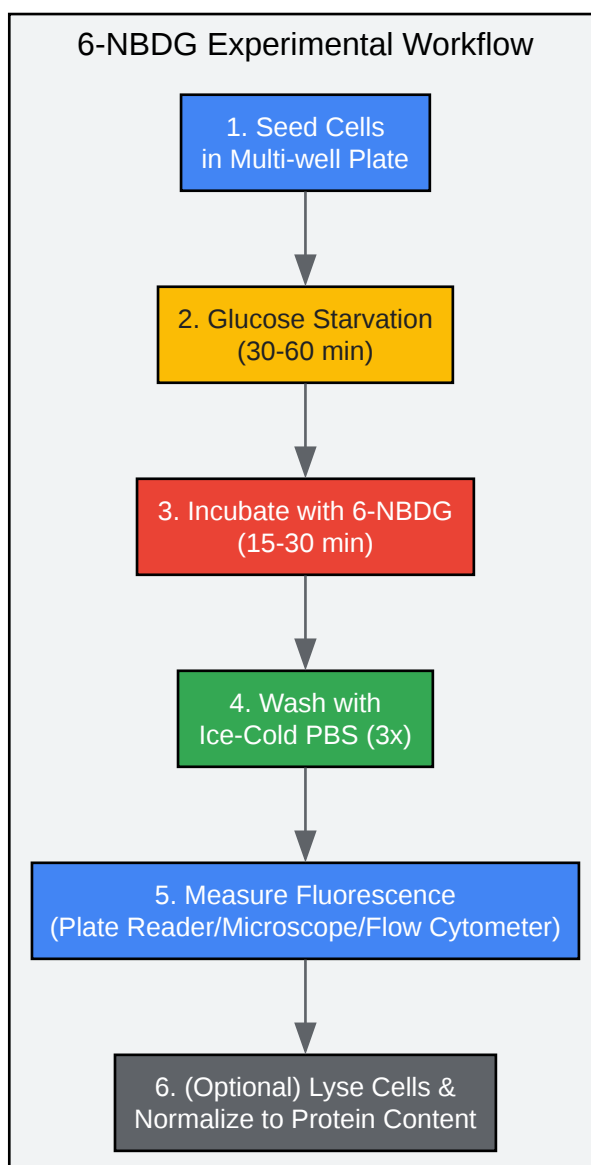 6-NBDG Experimental Workflow
1. Seed Cells
in Multi-well Plate
2. Glucose Starvation
(30-60 min)
3. Incubate with 6-NBDG
(15-30 min)
4. Wash with
Ice-Cold PBS (3x)
5. Measure Fluorescence
(Plate Reader/Microscope/Flow Cytometer)
6. (Optional) Lyse Cells &
Normalize to Protein Content